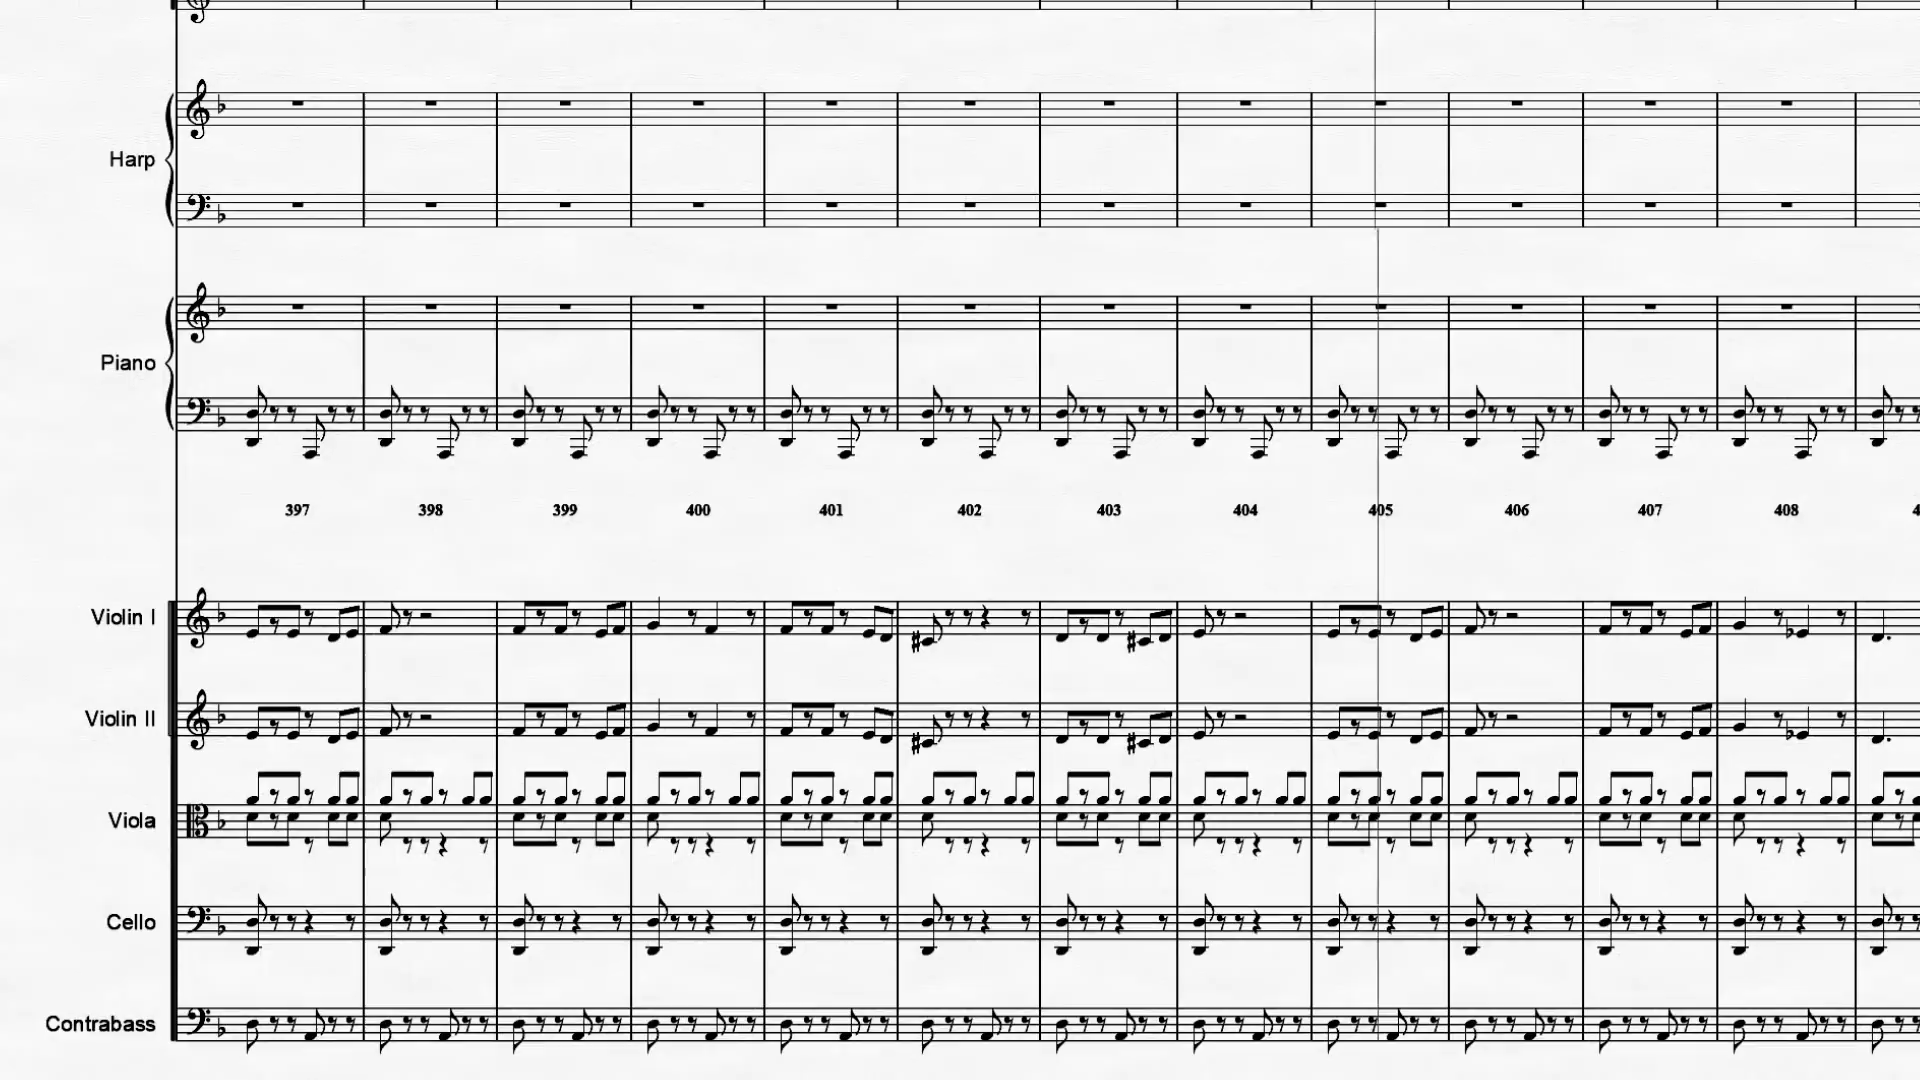 Harp
Piano
397 398 399 400 401 402 403 404 405 406 407 408
Violin I
Violin II
Viola
Cello
Contrabass